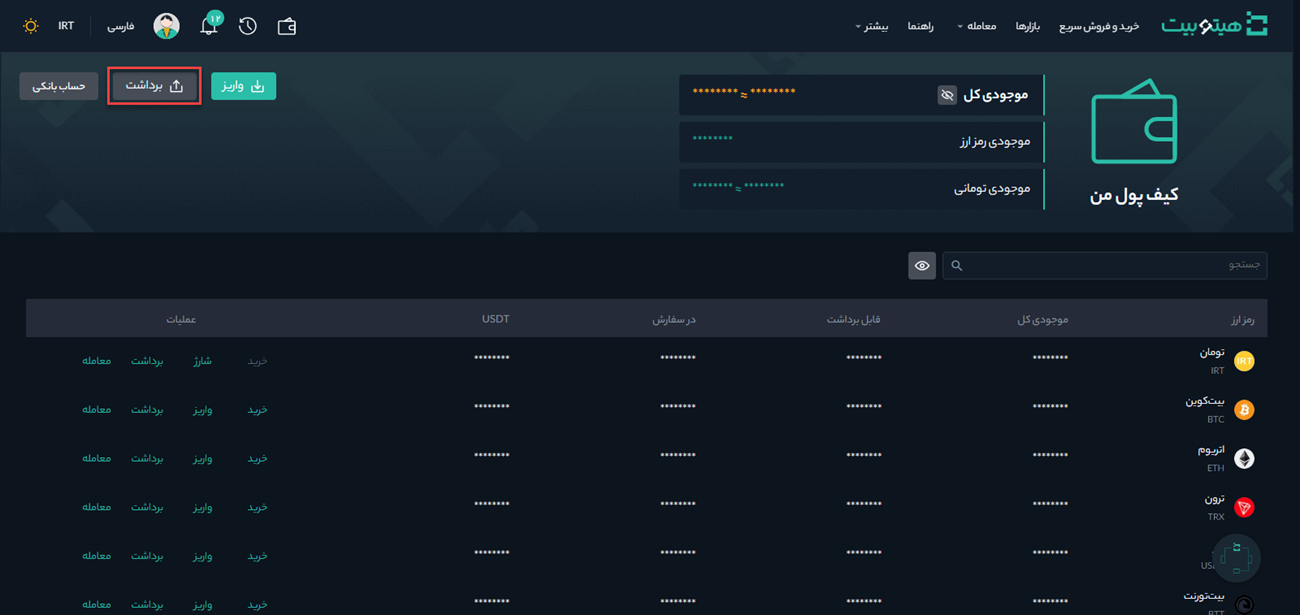 هیتوبیت خرید و فروش سریع بازارها معامله راهنما بیشتر ۱۲ فارسی IRT
کیف پول من
موجودی کل ******** ≈ ********
موجودی رمز ارز ********
موجودی تومانی ******** ≈ ********
واریز برداشت حساب بانکی
جستجو
رمز ارز موجودی کل قابل برداشت در سفارش USDT عملیات
تومان ******** ******** ******** ******** خرید شارژ برداشت معامله
IRT
بیت‌کوین ******** ******** ******** ******** خرید واریز برداشت معامله
BTC
اتریوم ******** ******** ******** ******** خرید واریز برداشت معامله
ETH
ترون ******** ******** ******** ******** خرید واریز برداشت معامله
TRX
******** ******** ******** ******** خرید واریز برداشت معامله
بیت‌تورنت ******** ******** ******** ******** خرید واریز برداشت معامله
BTT